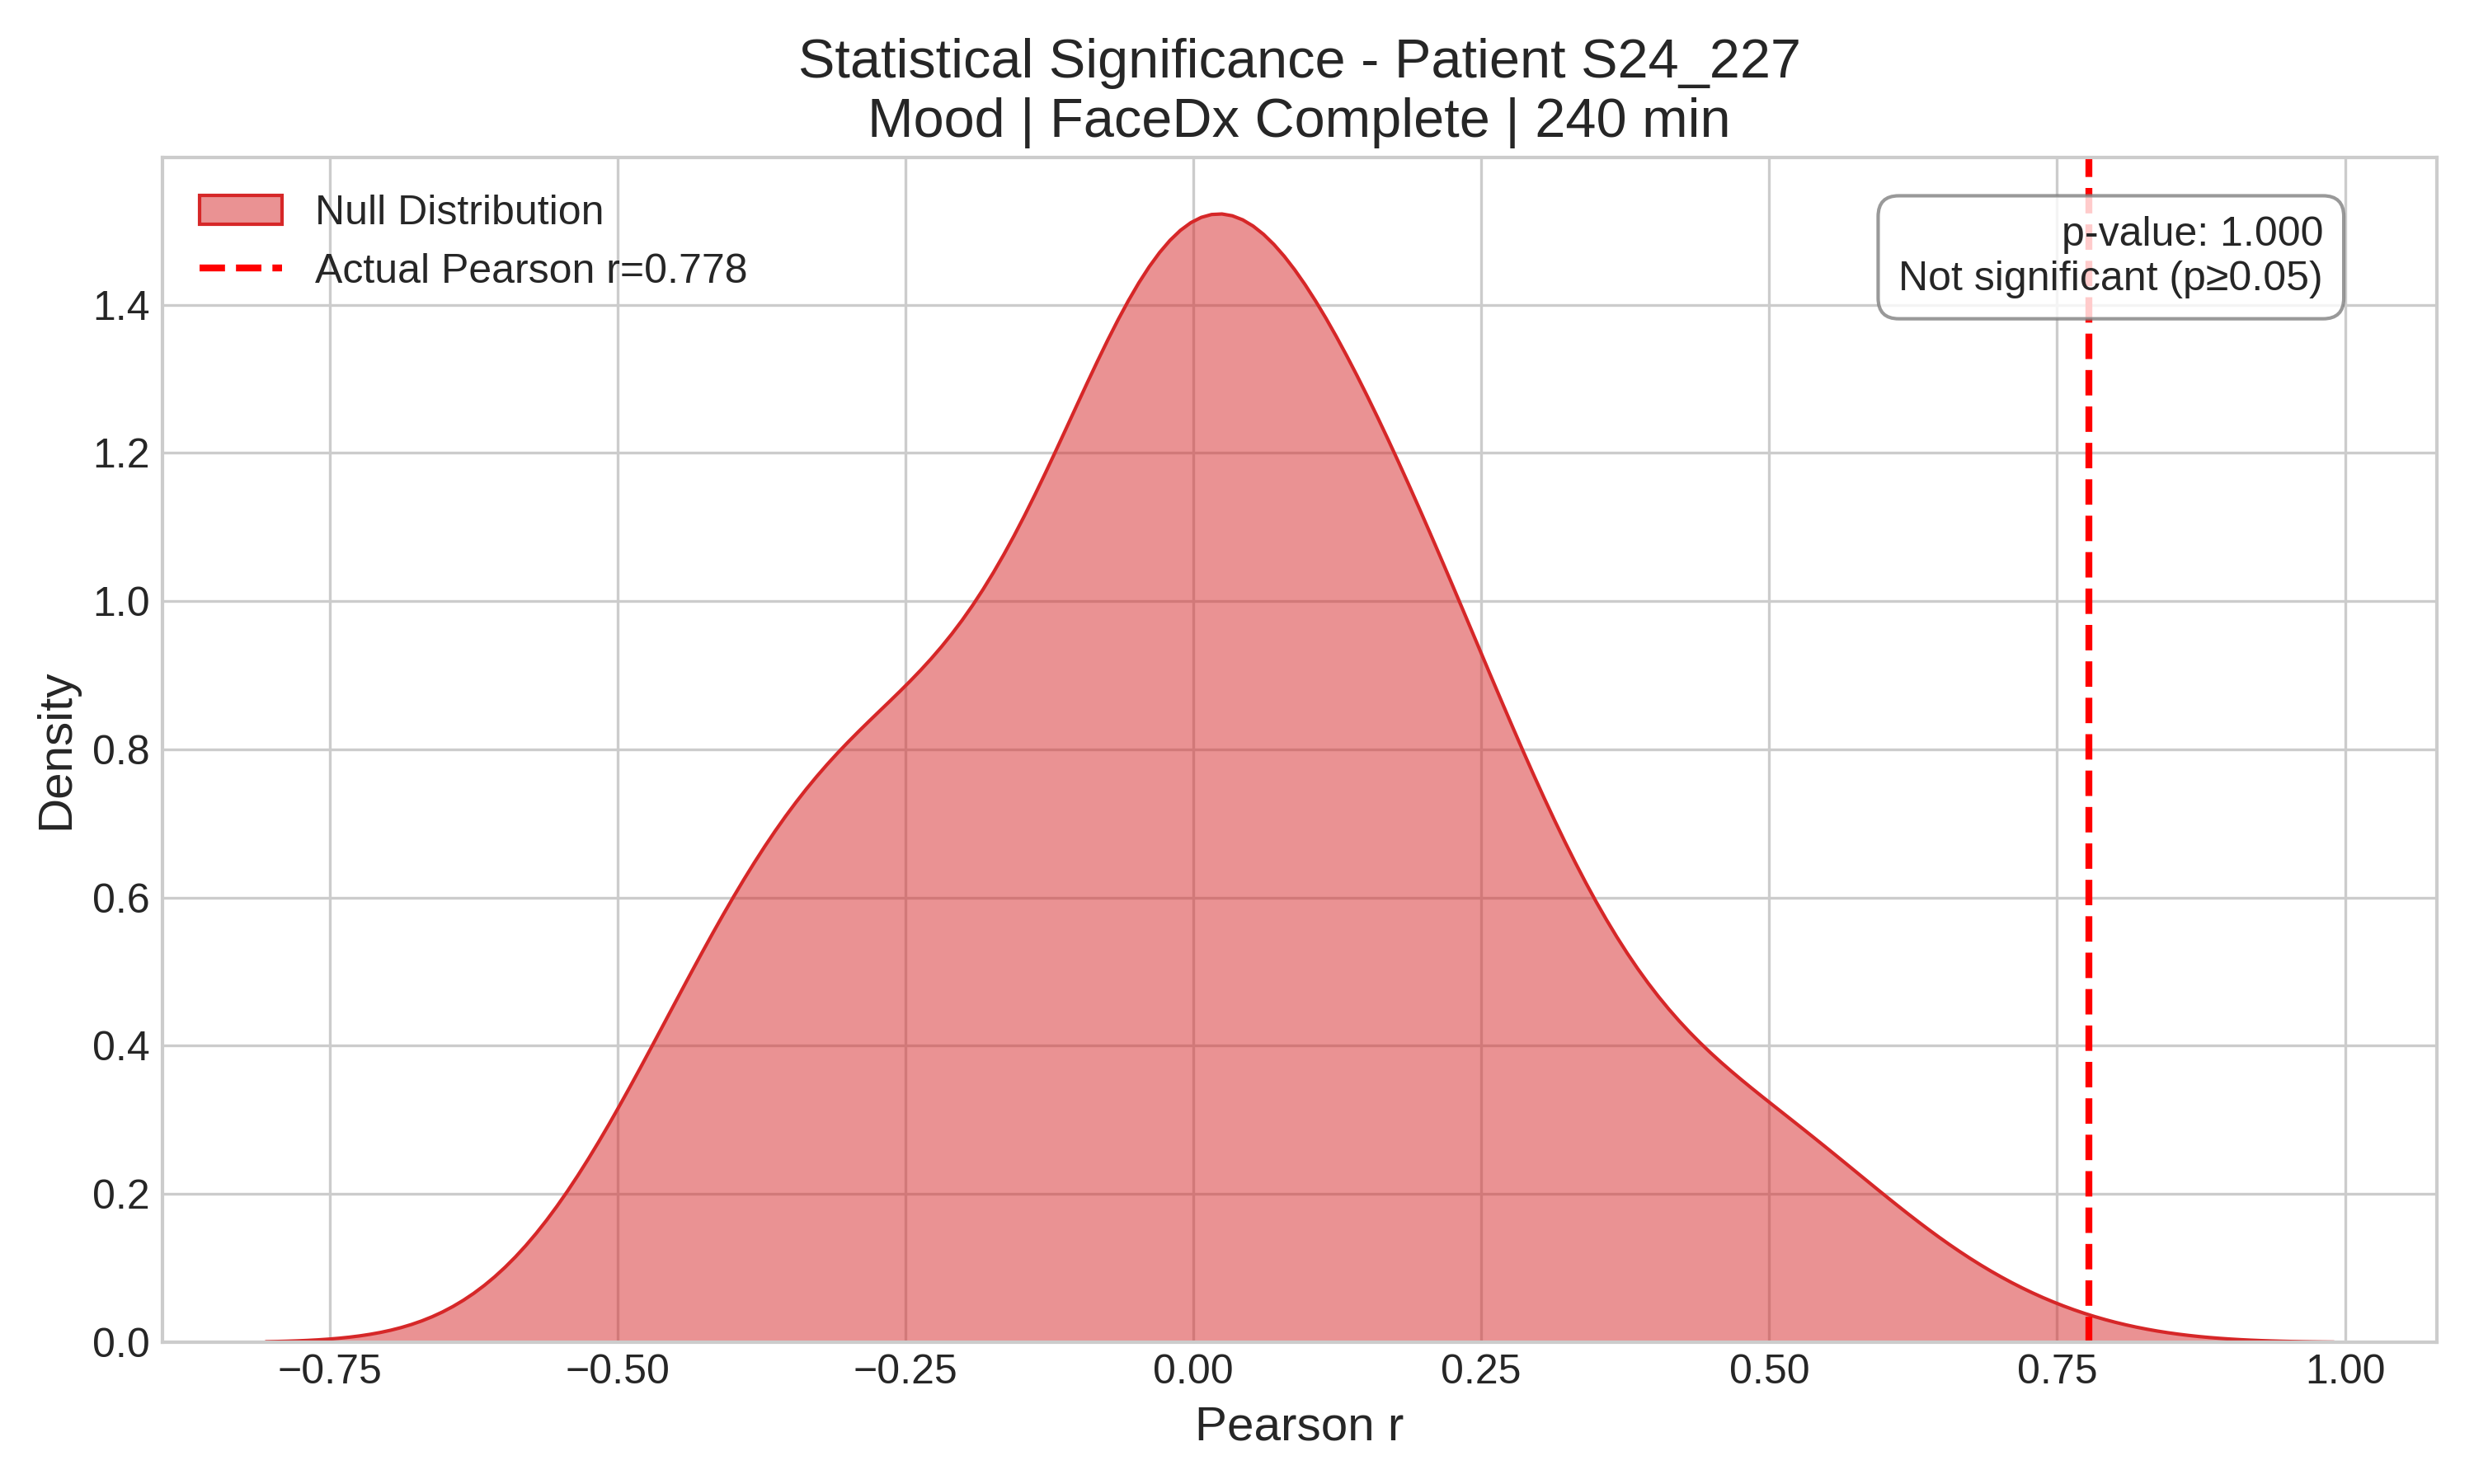 Statistical Significance - Patient S24_227
Mood | FaceDx Complete | 240 min
Null Distribution
Actual Pearson r=0.778
p-value: 1.000
Not significant (p≥0.05)
Density
1.4
1.2
1.0
0.8
0.6
0.4
0.2
0.0
−0.75 −0.50 −0.25 0.00 0.25 0.50 0.75 1.00
Pearson r